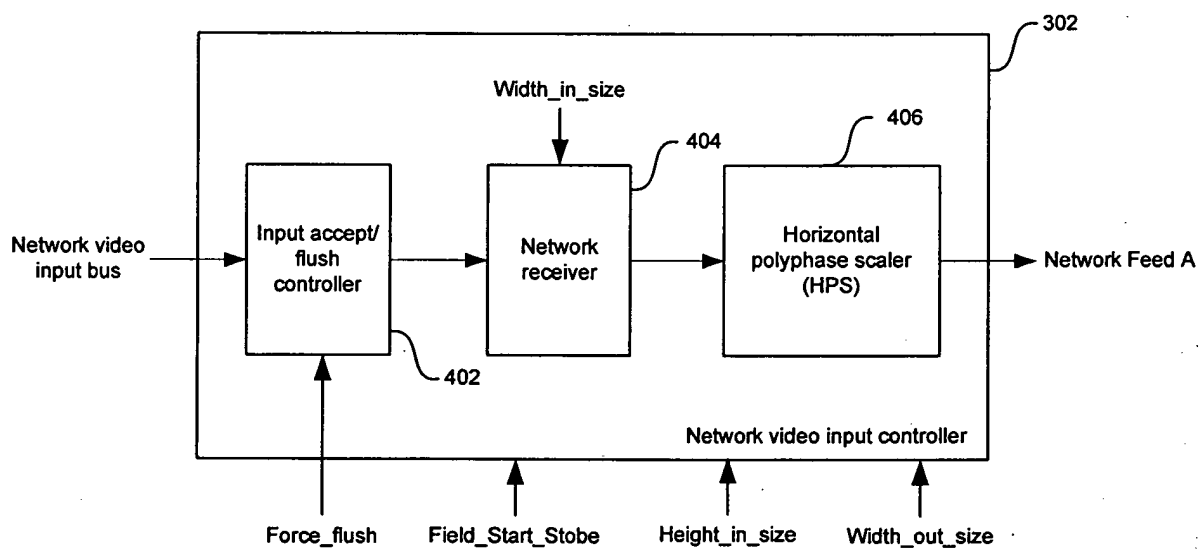 302
Width_in_size
406
404
Network video
input bus
Input accept/
flush
controller
Network
receiver
Horizontal
polyphase scaler
(HPS)
Network Feed A
402
Network video input controller
Force_flush
Field_Start_Stobe
Height_in_size
Width_out_size